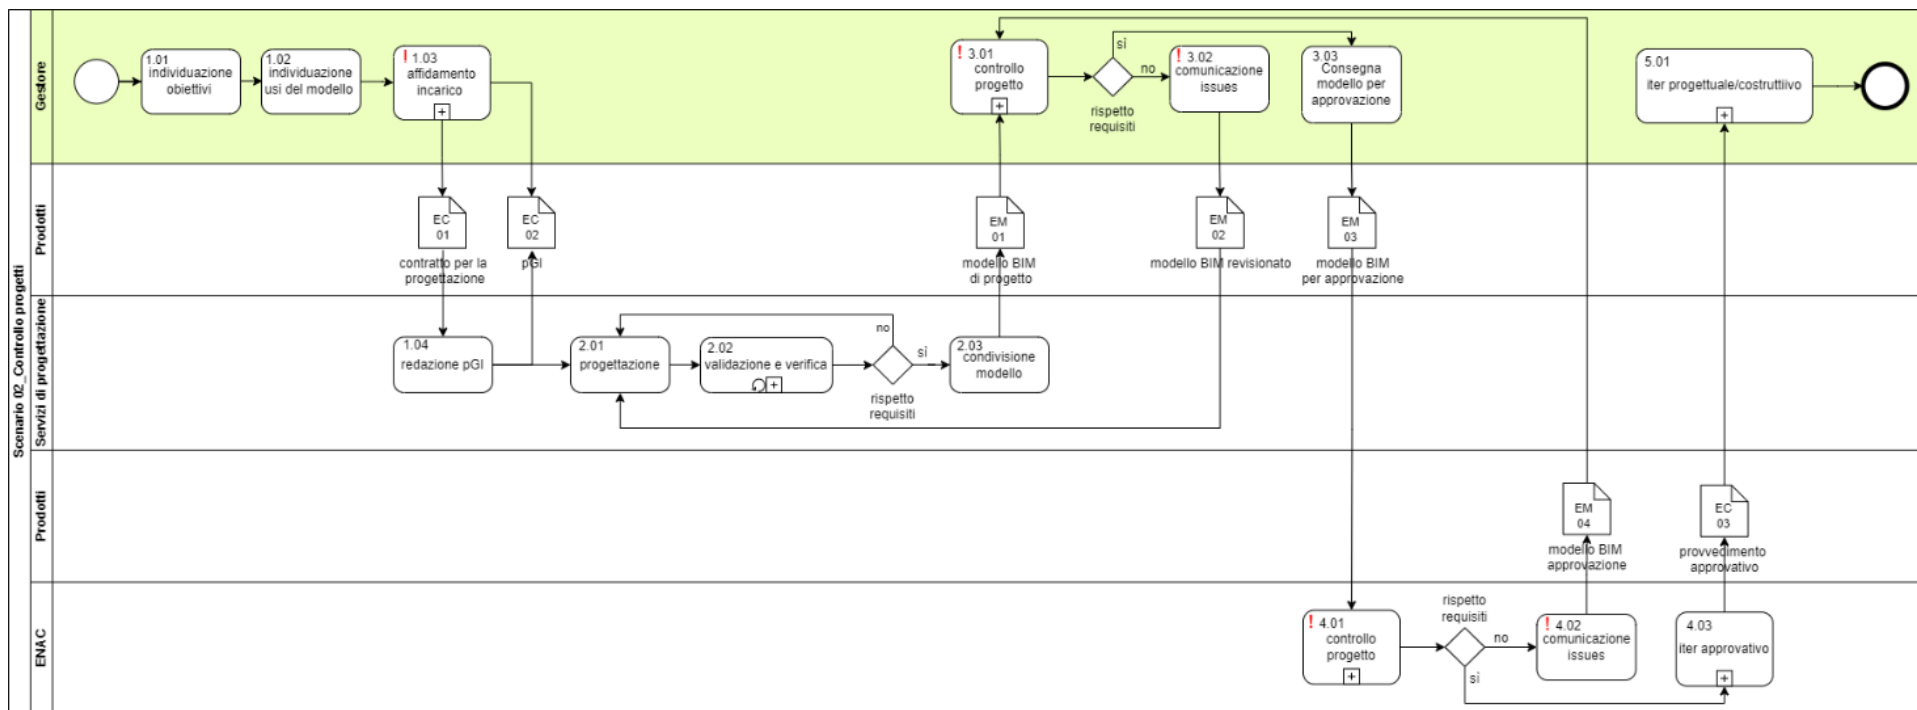 Scenario 02_Controllo progetti
Gestore
1.01
individuazione
obiettivi
1.02
individuazione
usi del modello
! 1.03
affidamento
incarico
! 3.01
controllo
progetto
sì
no
rispetto
requisiti
! 3.02
comunicazione
issues
3.03
Consegna
modello per
approvazione
5.01
iter progettuale/costruttiivo
Prodotti
EC
01
contratto per la
progettazione
EC
02
pGI
EM
01
modello BIM
di progetto
EM
02
modello BIM revisionato
EM
03
modello BIM
per approvazione
Servizi di progettazione
1.04
redazione pGI
2.01
progettazione
2.02
validazione e verifica
no
sì
rispetto
requisiti
2.03
condivisione
modello
Prodotti
EM
04
modello BIM
approvazione
EC
03
provvecimento
approvativo
ENAC
! 4.01
controllo
progetto
rispetto
requisiti
no
sì
! 4.02
comunicazione
issues
4.03
iter approvativo